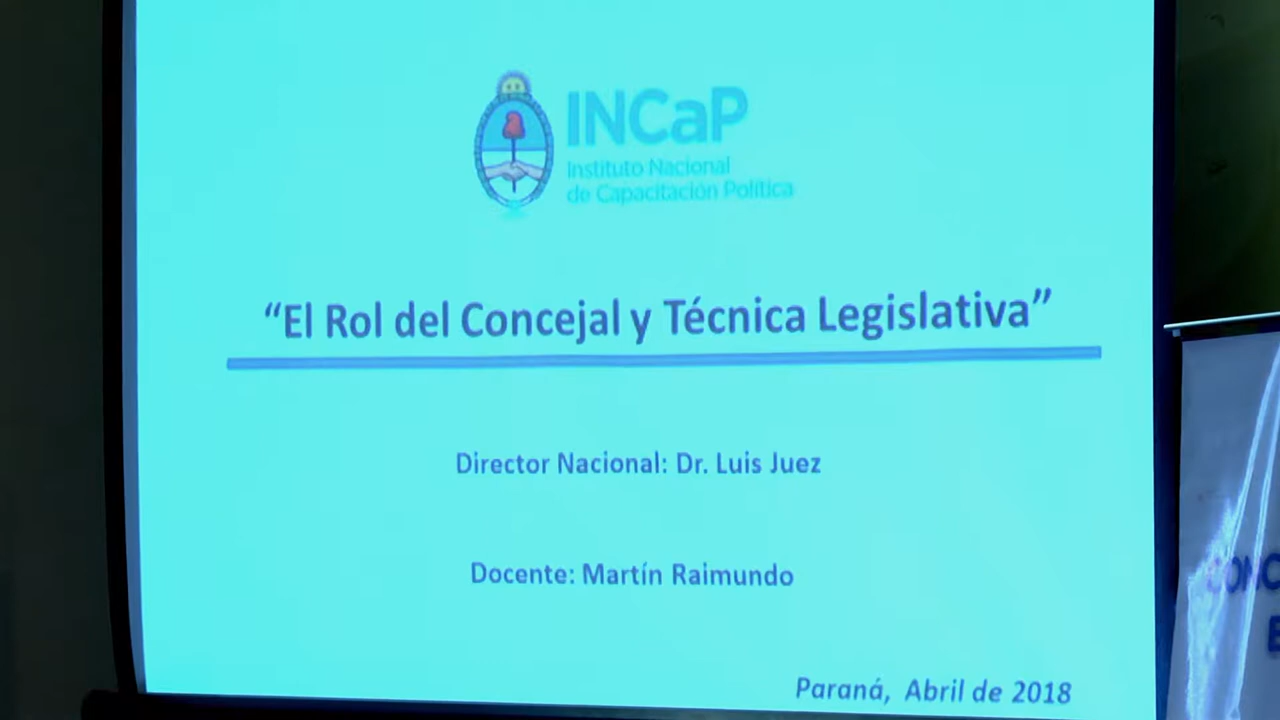 INCaP
Instituto Nacional
de Capacitación Política
“El Rol del Concejal y Técnica Legislativa”
Director Nacional: Dr. Luis Juez
Docente: Martín Raimundo
Paraná, Abril de 2018